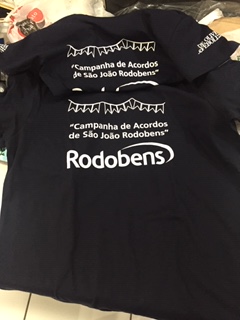 "Campanha de Acordos
de São João Rodobens"
"Campanha de Acordos
de São João Rodobens"
Rodobens